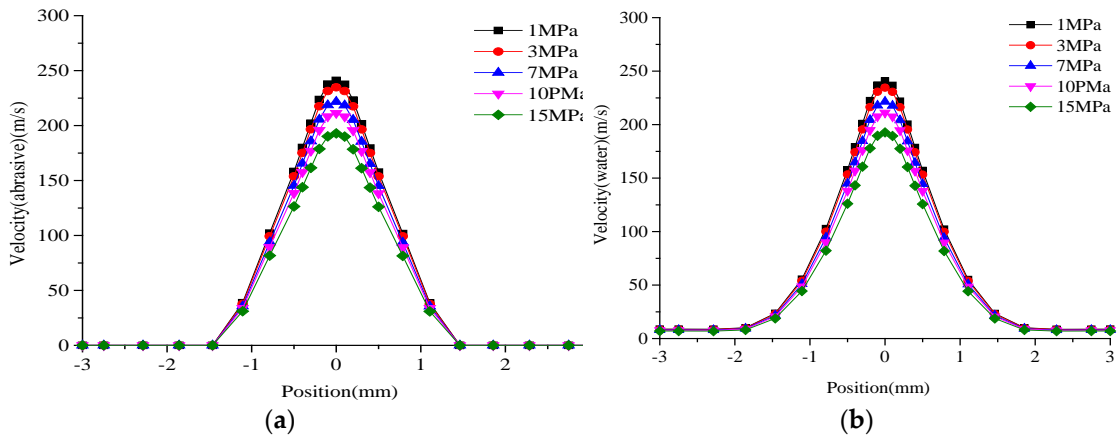 300
250
200
150
100
50
0
Velocity(abrasive)(m/s)
-3
-2
-1
0
1
2
Position(mm)
1MPa
3MPa
7MPa
10PMa
15MPa
(a)
300
250
200
150
100
50
0
Velocity(water)(m/s)
-3
-2
-1
0
1
2
3
Position(mm)
1MPa
3MPa
7MPa
10PMa
15MPa
(b)